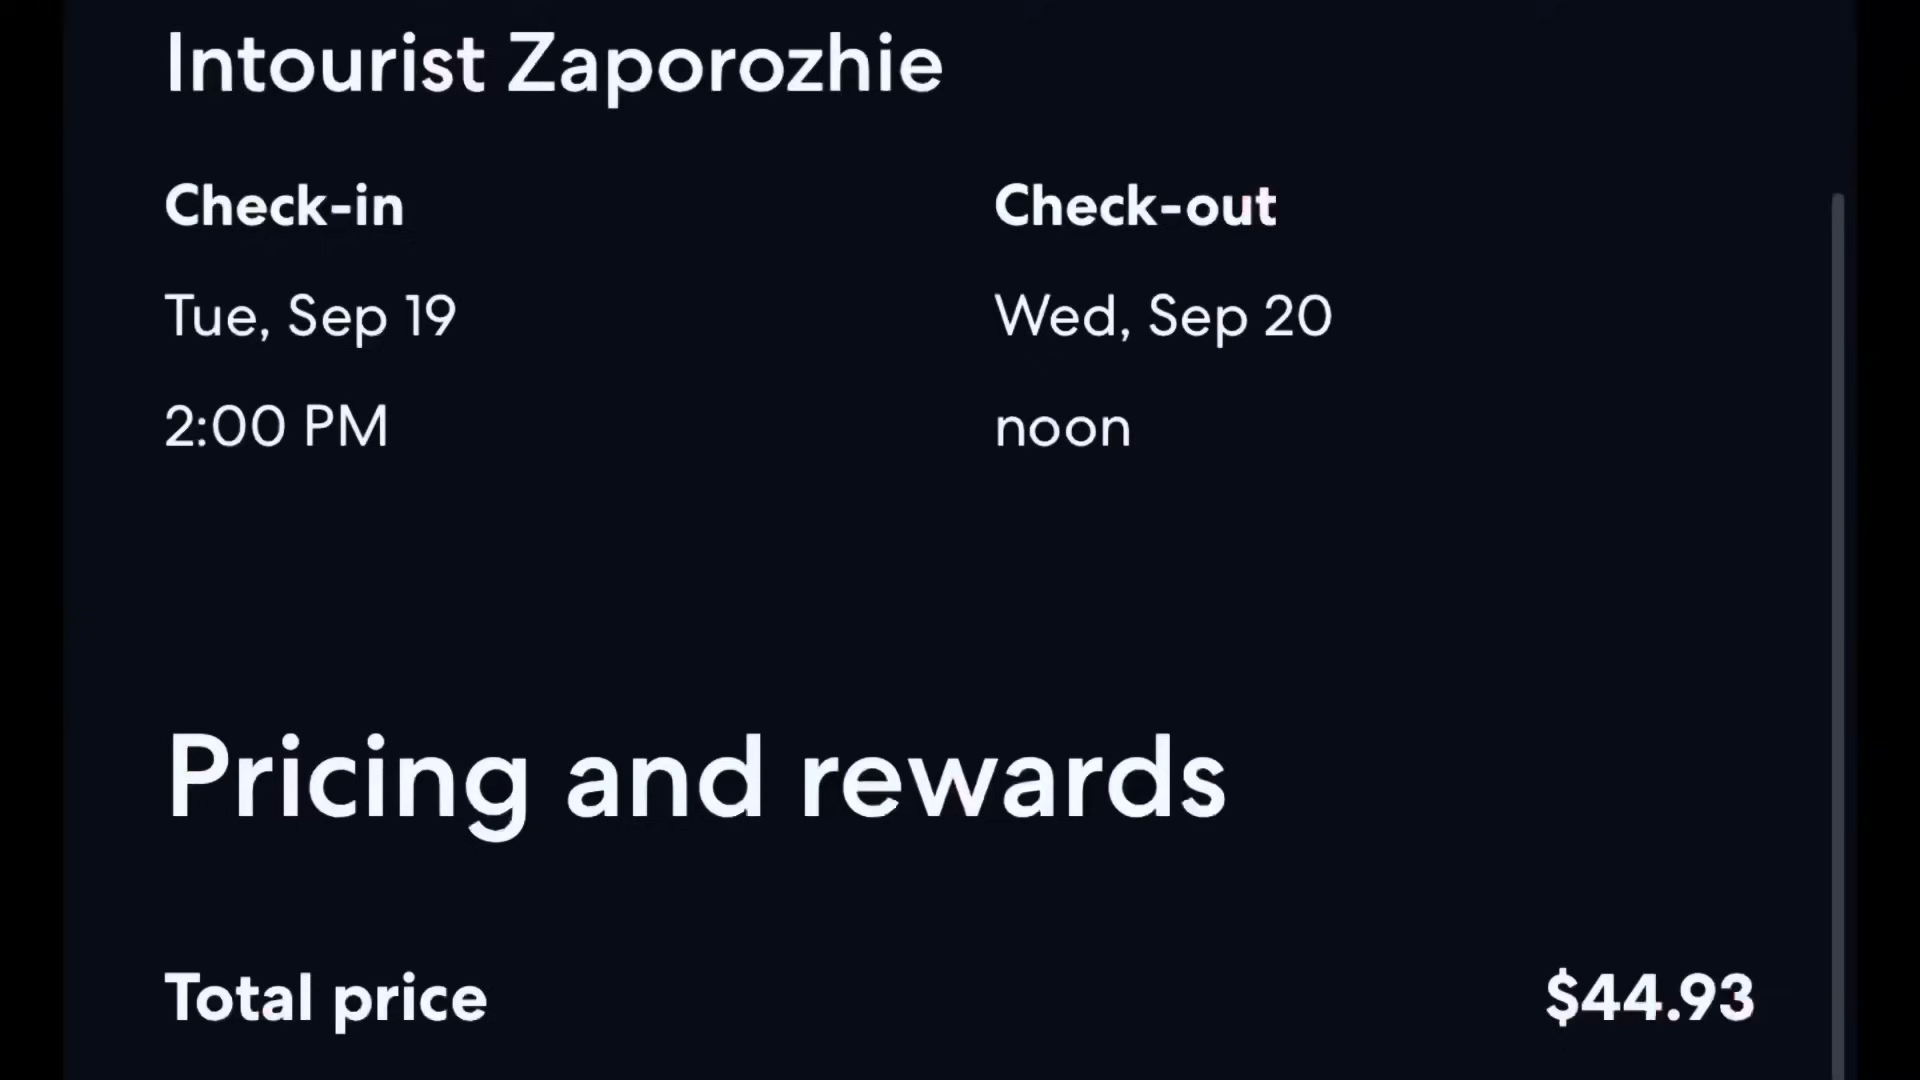 Intourist Zaporozhie
Check-in
Check-out
Tue, Sep 19
Wed, Sep 20
2:00 PM
noon
Pricing and rewards
Total price
$44.93